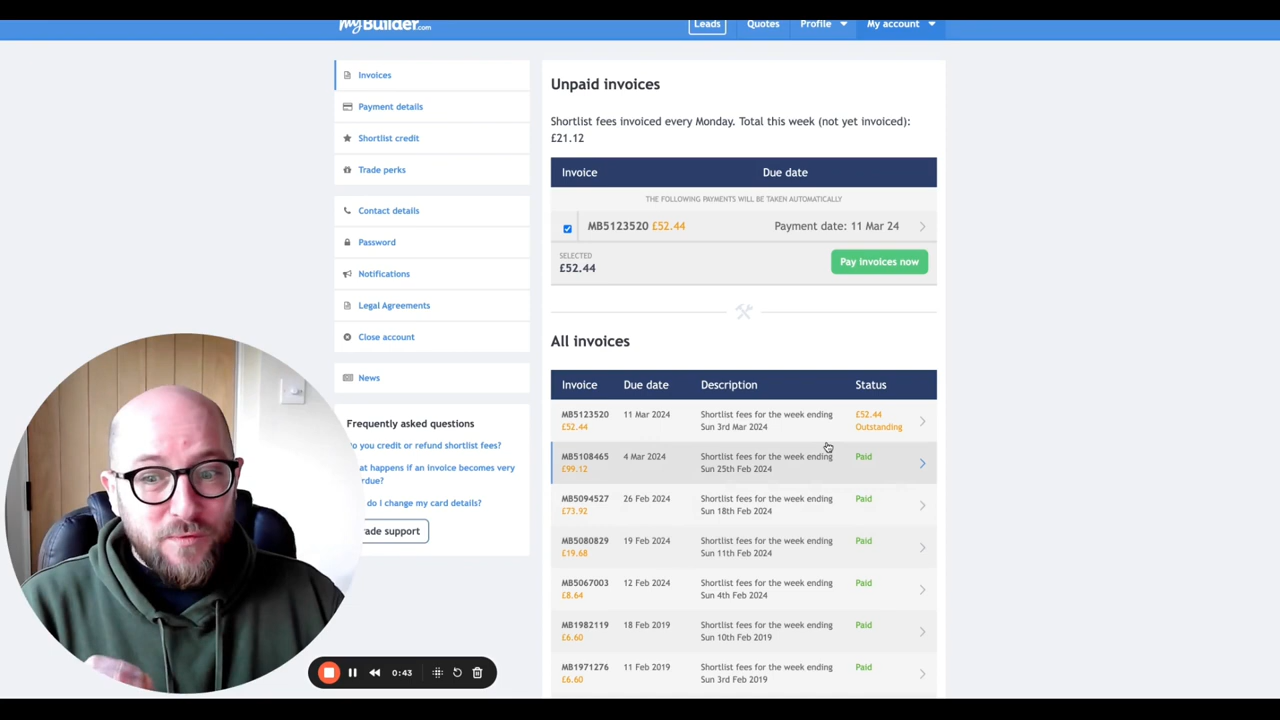 myBuilder.com
Leads
Quotes
Profile
My account
Invoices
Payment details
Shortlist credit
Trade perks
Contact details
Password
Notifications
Legal Agreements
Close account
News
Frequently asked questions
o you credit or refund shortlist fees?
at happens if an invoice becomes very
rdue?
do I change my card details?
rade support
Unpaid invoices
Shortlist fees invoiced every Monday. Total this week (not yet invoiced):
£21.12
Invoice Due date
THE FOLLOWING PAYMENTS WILL BE TAKEN AUTOMATICALLY
MB5123520 £52.44 Payment date: 11 Mar 24
SELECTED
£52.44
Pay invoices now
All invoices
Invoice Due date Description Status
MB5123520 11 Mar 2024 Shortlist fees for the week ending £52.44
£52.44 Sun 3rd Mar 2024 Outstanding
MB5108465 4 Mar 2024 Shortlist fees for the week ending Paid
£99.12 Sun 25th Feb 2024
MB5094527 26 Feb 2024 Shortlist fees for the week ending Paid
£73.92 Sun 18th Feb 2024
MB5080829 19 Feb 2024 Shortlist fees for the week ending Paid
£19.68 Sun 11th Feb 2024
MB5067003 12 Feb 2024 Shortlist fees for the week ending Paid
£8.64 Sun 4th Feb 2024
MB1982119 18 Feb 2019 Shortlist fees for the week ending Paid
£6.60 Sun 10th Feb 2019
MB1971276 11 Feb 2019 Shortlist fees for the week ending Paid
£6.60 Sun 3rd Feb 2019
0:43